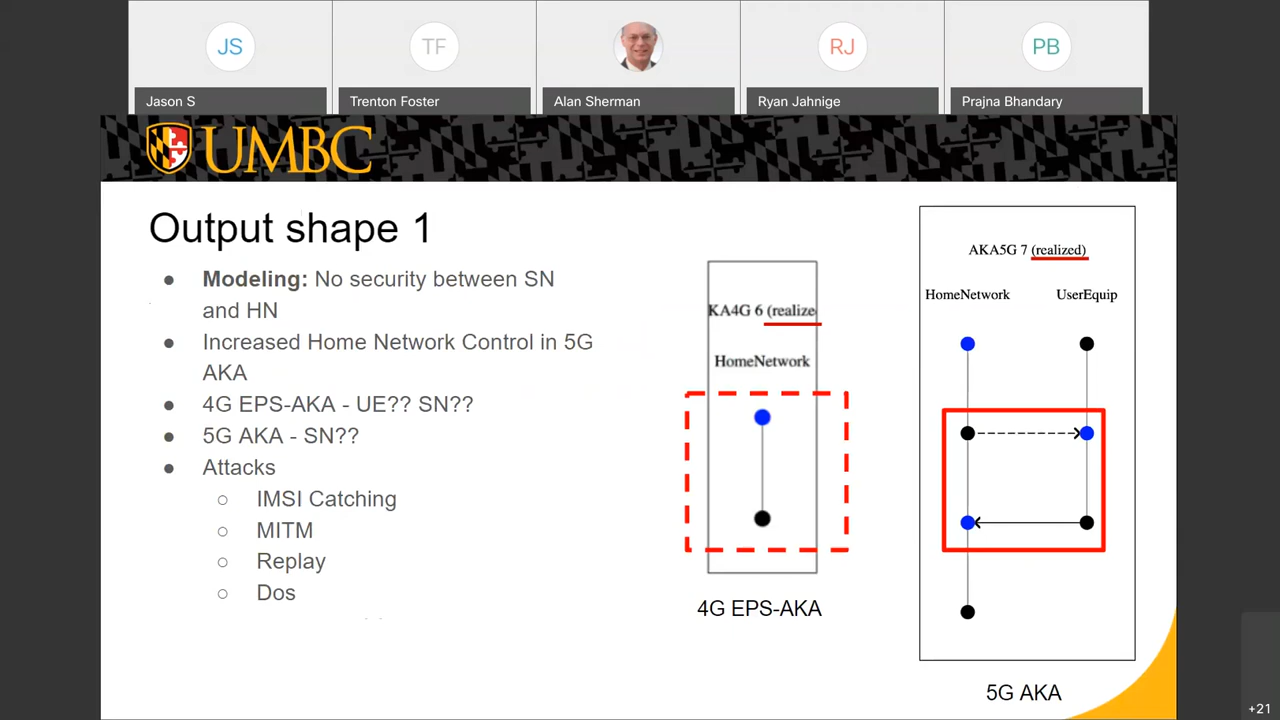 JS
TF
RJ
PB
Jason S
Trenton Foster
Alan Sherman
Ryan Jahnige
Prajna Bhandary
UMBC
Output shape 1
● Modeling: No security between SN
and HN
● Increased Home Network Control in 5G
AKA
● 4G EPS-AKA - UE?? SN??
● 5G AKA - SN??
● Attacks
○ IMSI Catching
○ MITM
○ Replay
○ Dos
KA4G 6 (realize
HomeNetwork
4G EPS-AKA
AKA5G 7 (realized)
HomeNetwork UserEquip
5G AKA
+21